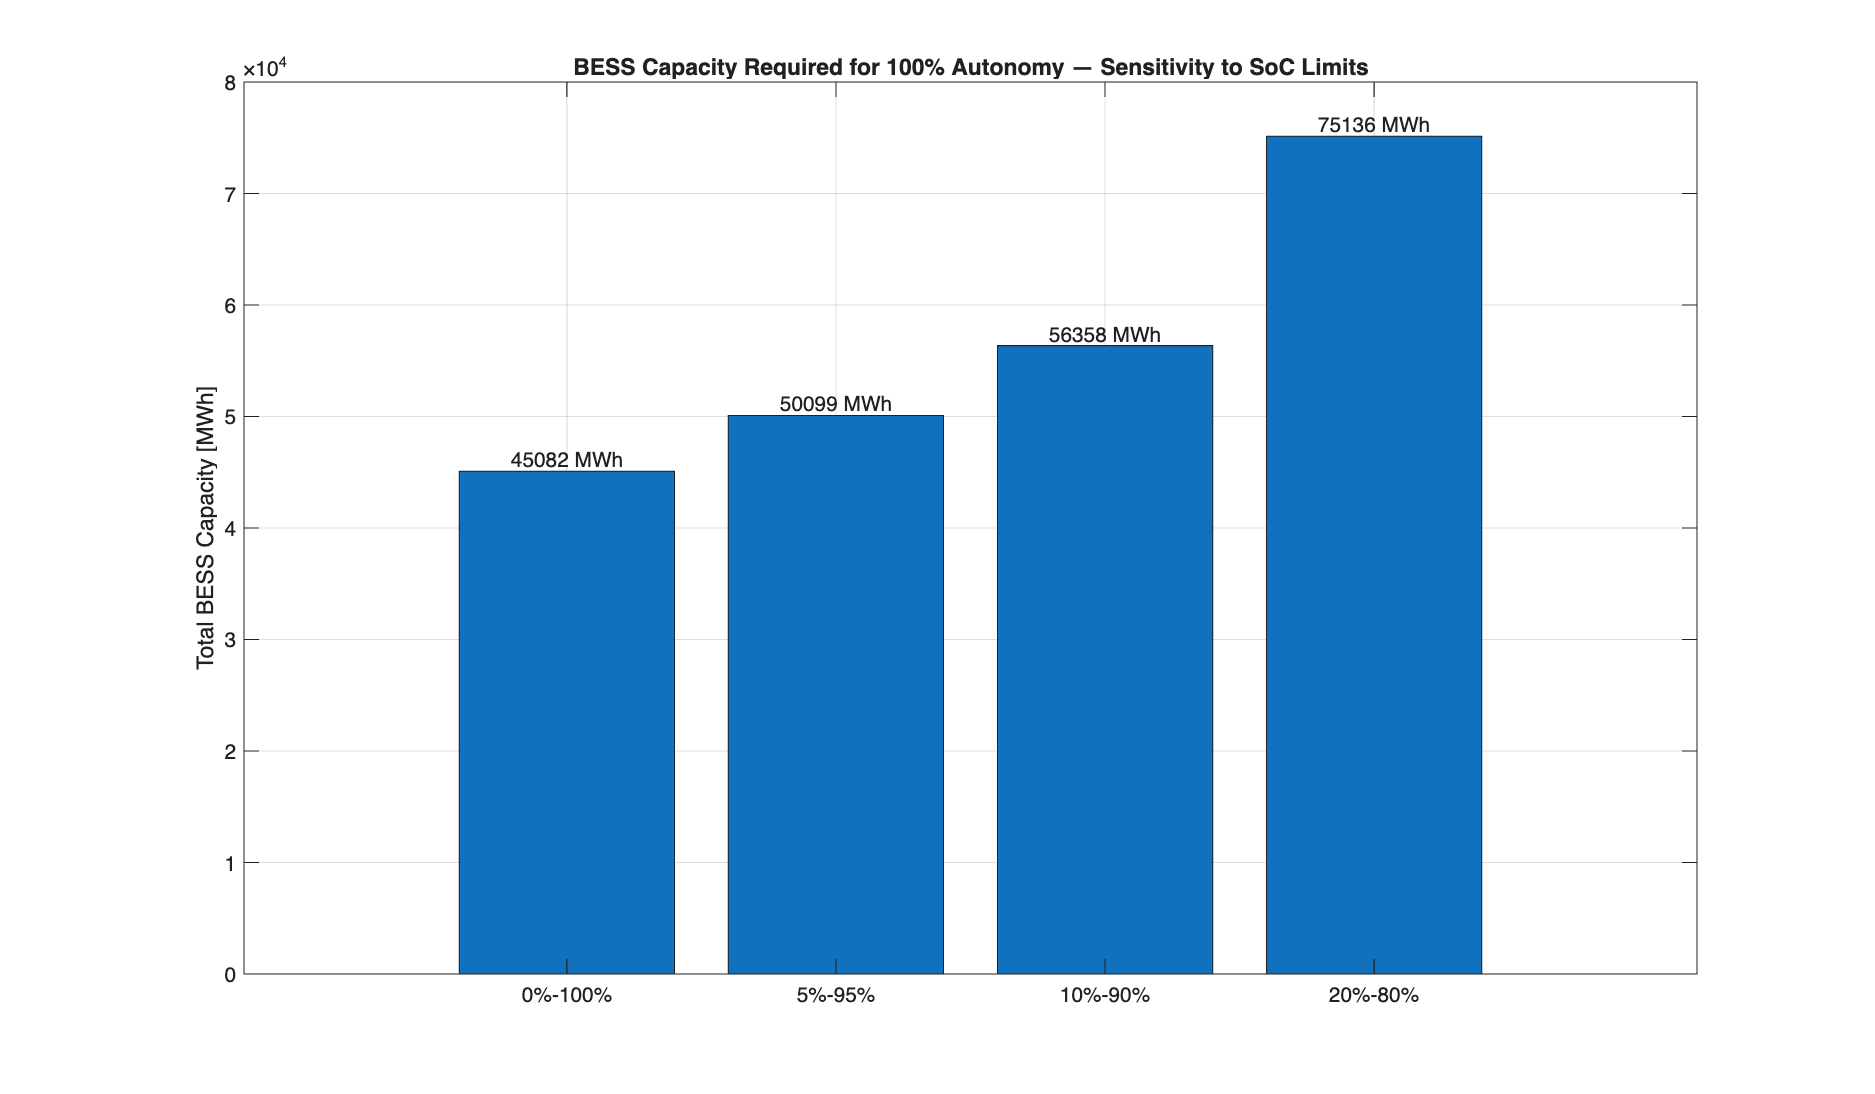 BESS Capacity Required for 100% Autonomy — Sensitivity to SoC Limits
×10⁴
8
7
6
5
4
3
2
1
0
Total BESS Capacity [MWh]
45082 MWh
50099 MWh
56358 MWh
75136 MWh
0%-100%
5%-95%
10%-90%
20%-80%